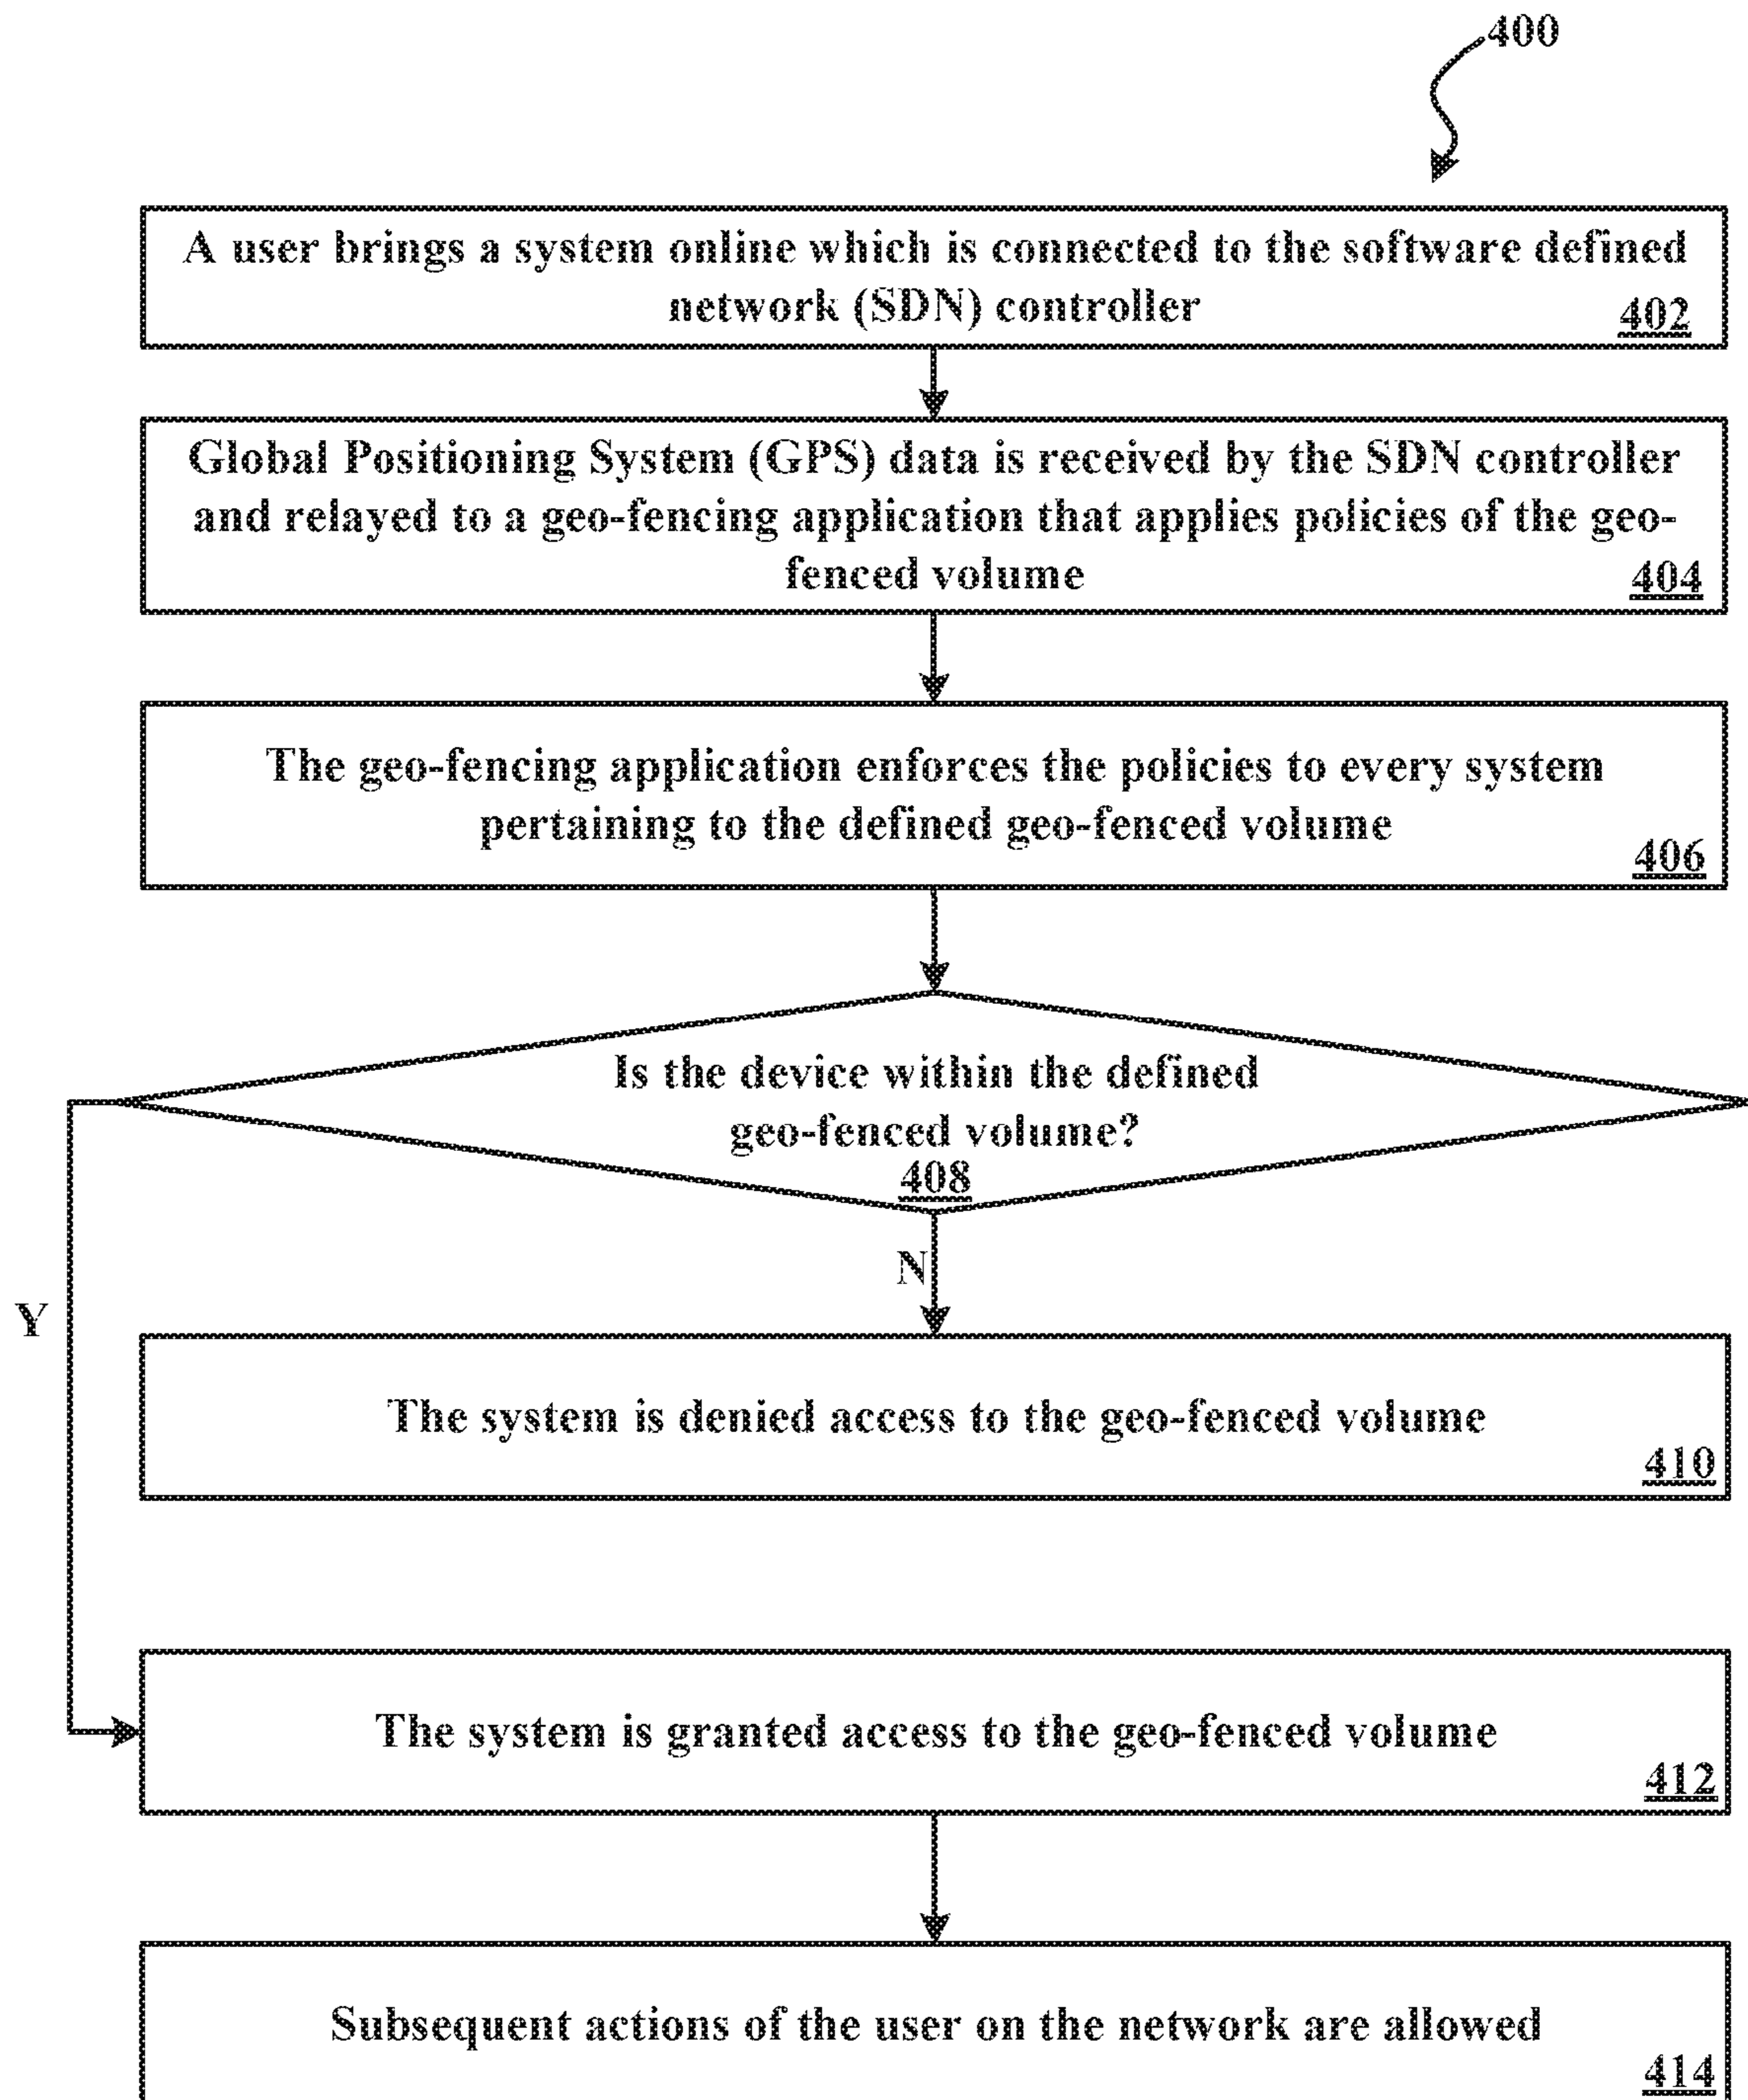 400
A user brings a system online which is connected to the software defined
network (SDN) controller
402
Global Positioning System (GPS) data is received by the SDN controller
and relayed to a geo-fencing application that applies policies of the geo-
fenced volume
404
The geo-fencing application enforces the policies to every system
pertaining to the defined geo-fenced volume
406
Is the device within the defined
geo-fenced volume?
408
N
Y
The system is denied access to the geo-fenced volume
410
The system is granted access to the geo-fenced volume
412
Subsequent actions of the user on the network are allowed
414